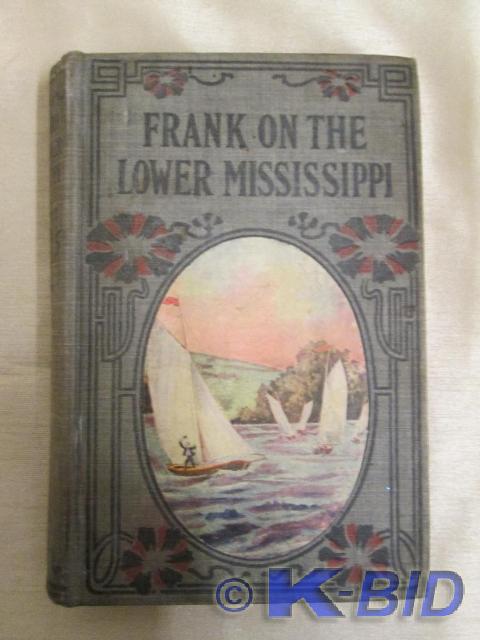 FRANK ON THE
LOWER MISSISSIPPI
© K-BID